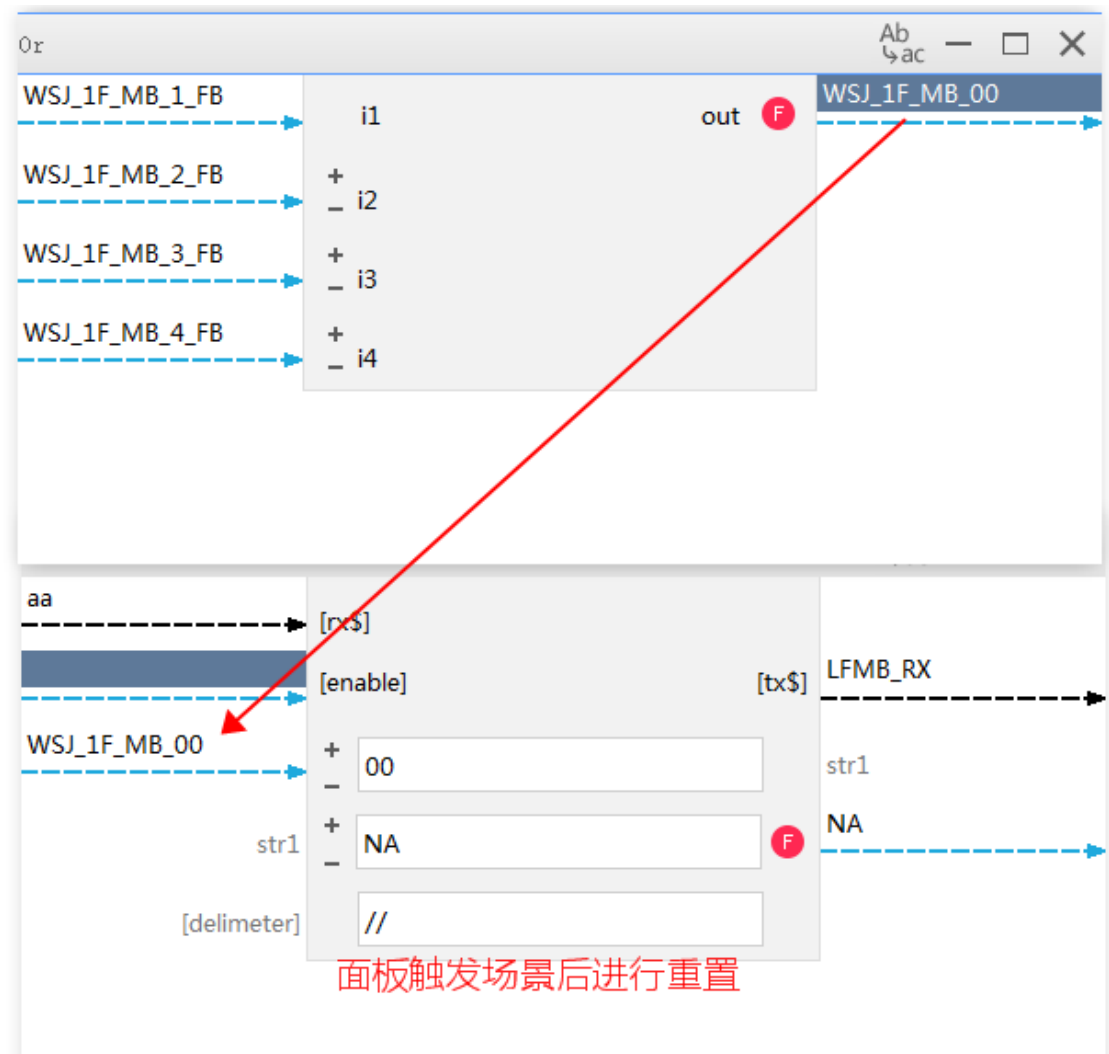 Or
Ab
ac
WSJ_1F_MB_1_FB
i1
out
F
WSJ_1F_MB_00
WSJ_1F_MB_2_FB
+
− i2
WSJ_1F_MB_3_FB
+
− i3
WSJ_1F_MB_4_FB
+
− i4
aa
[rx$]
[enable]
[tx$]
LFMB_RX
WSJ_1F_MB_00
+
−
00
str1
str1
+
−
NA
F
NA
[delimeter]
//
面板触发场景后进行重置